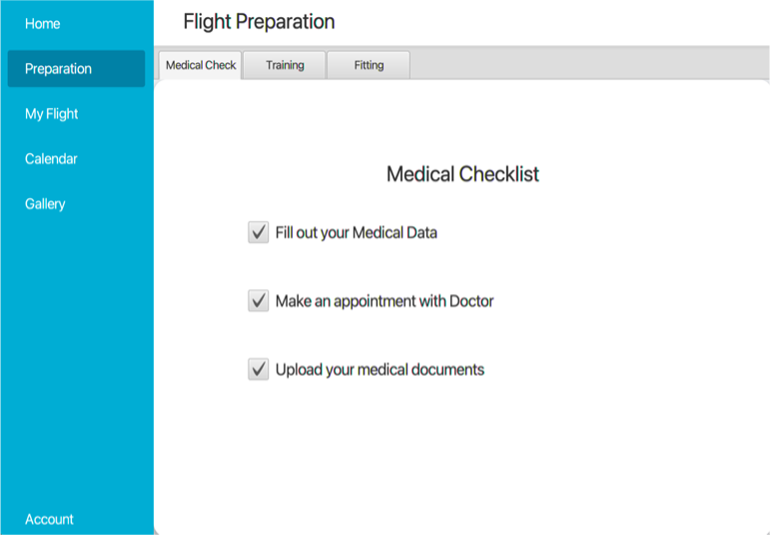 Home
Preparation
My Flight
Calendar
Gallery
Account
Flight Preparation
Medical Check
Training
Fitting
Medical Checklist
Fill out your Medical Data
Make an appointment with Doctor
Upload your medical documents